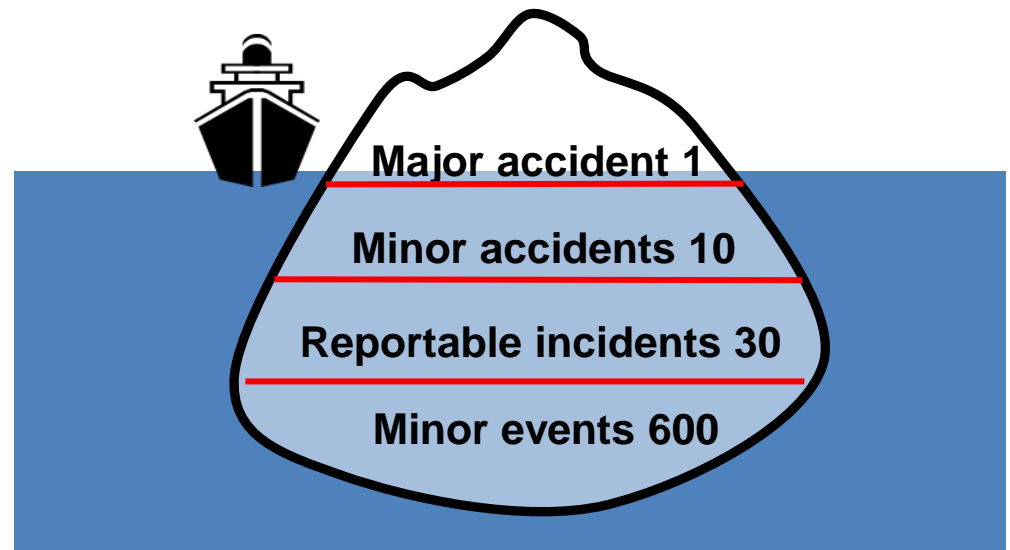 Major accident 1
Minor accidents 10
Reportable incidents 30
Minor events 600